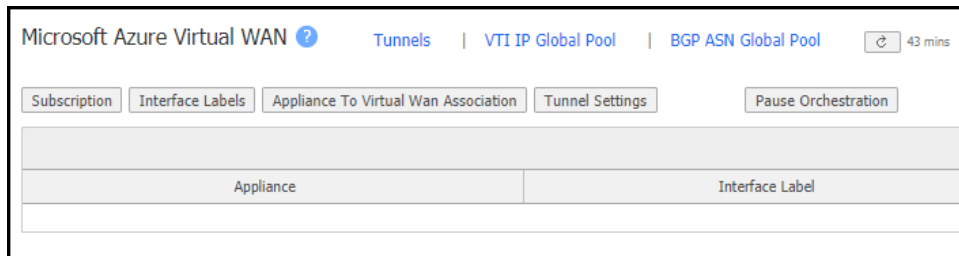 Microsoft Azure Virtual WAN ? Tunnels | VTI IP Global Pool | BGP ASN Global Pool 43 mins
Subscription Interface Labels Appliance To Virtual Wan Association Tunnel Settings Pause Orchestration
Appliance Interface Label